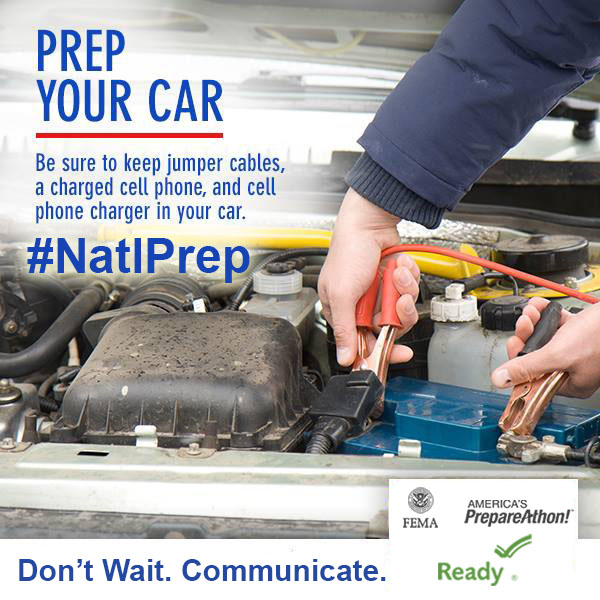 PREP
YOUR CAR
Be sure to keep jumper cables,
a charged cell phone, and cell
phone charger in your car.
#NatlPrep
FEMA
AMERICA'S
PrepareAthon!
Don't Wait. Communicate.
Ready